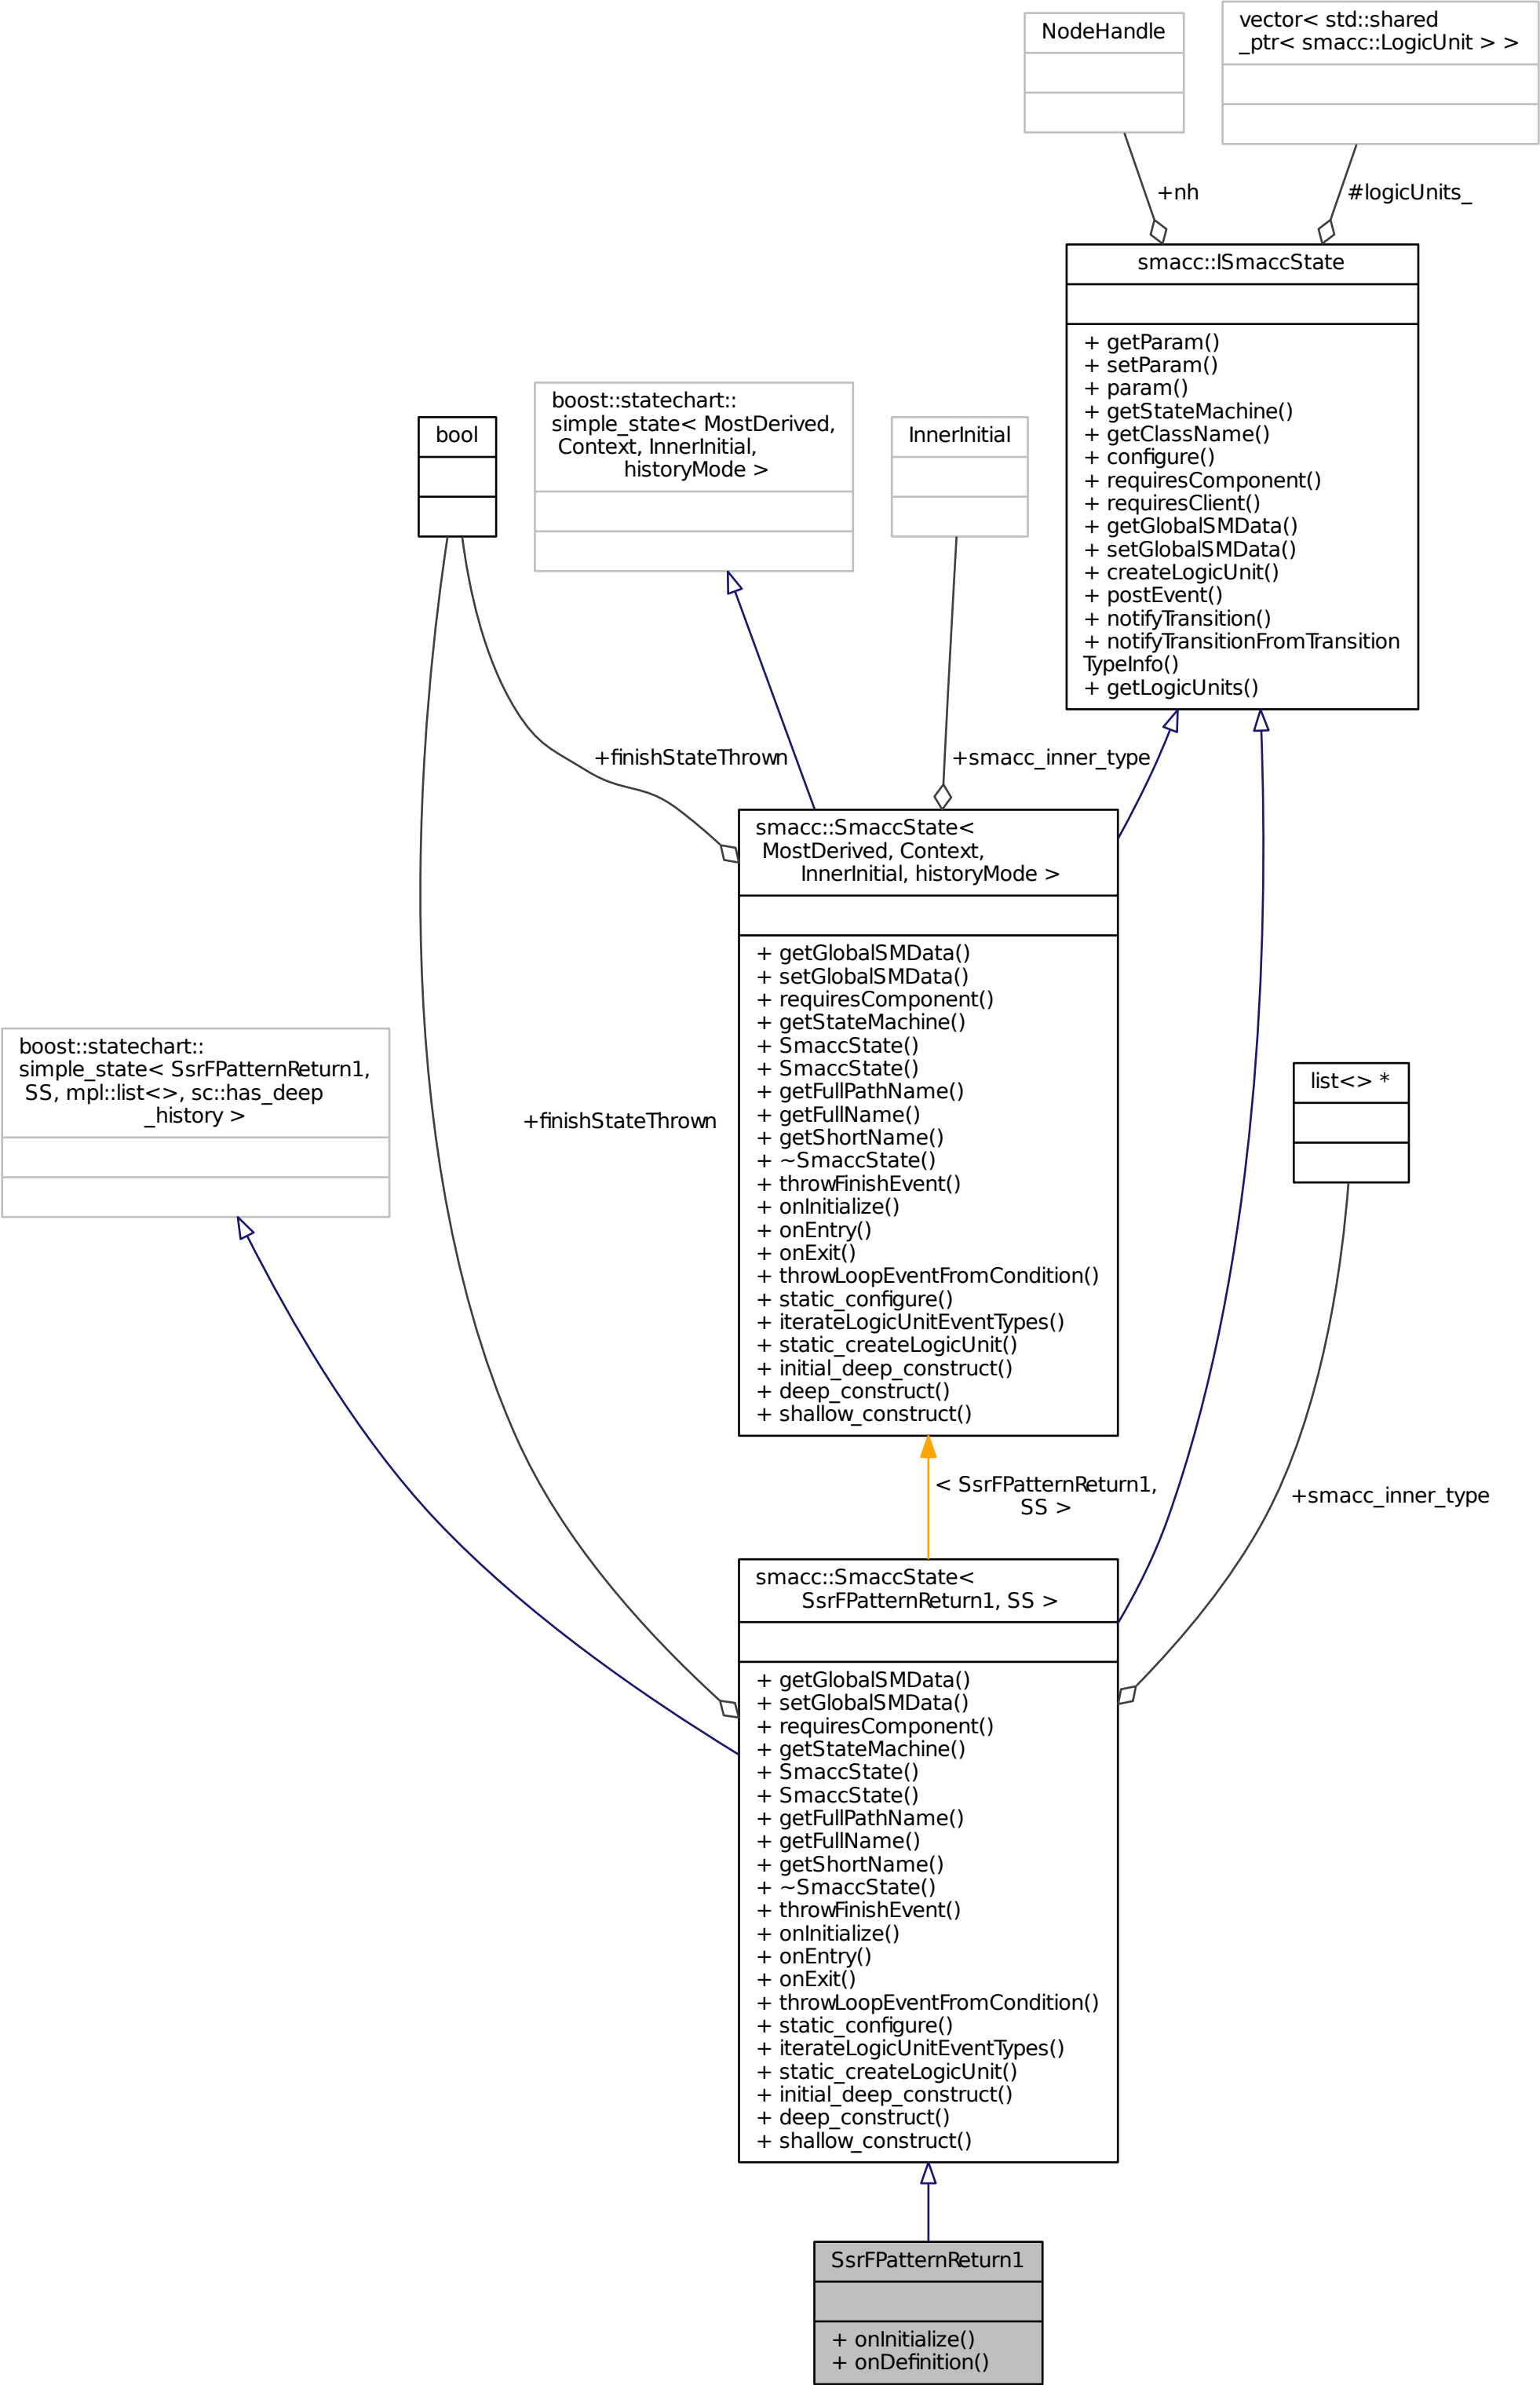 NodeHandle
vector< std::shared
_ptr< smacc::LogicUnit > >
+nh
#logicUnits_
smacc::ISmaccState
+ getParam()
+ setParam()
+ param()
+ getStateMachine()
+ getClassName()
+ configure()
+ requiresComponent()
+ requiresClient()
+ getGlobalSMData()
+ setGlobalSMData()
+ createLogicUnit()
+ postEvent()
+ notifyTransition()
+ notifyTransitionFromTransition
TypeInfo()
+ getLogicUnits()
bool
boost::statechart::
simple_state< MostDerived,
Context, InnerInitial,
historyMode >
InnerInitial
+finishStateThrown
+smacc_inner_type
smacc::SmaccState<
MostDerived, Context,
InnerInitial, historyMode >
+ getGlobalSMData()
+ setGlobalSMData()
+ requiresComponent()
+ getStateMachine()
+ SmaccState()
+ SmaccState()
+ getFullPathName()
+ getFullName()
+ getShortName()
+ ~SmaccState()
+ throwFinishEvent()
+ onInitialize()
+ onEntry()
+ onExit()
+ throwLoopEventFromCondition()
+ static_configure()
+ iterateLogicUnitEventTypes()
+ static_createLogicUnit()
+ initial_deep_construct()
+ deep_construct()
+ shallow_construct()
boost::statechart::
simple_state< SsrFPatternReturn1,
SS, mpl::list<>, sc::has_deep
_history >
+finishStateThrown
list<> *
< SsrFPatternReturn1,
SS >
+smacc_inner_type
smacc::SmaccState<
SsrFPatternReturn1, SS >
+ getGlobalSMData()
+ setGlobalSMData()
+ requiresComponent()
+ getStateMachine()
+ SmaccState()
+ SmaccState()
+ getFullPathName()
+ getFullName()
+ getShortName()
+ ~SmaccState()
+ throwFinishEvent()
+ onInitialize()
+ onEntry()
+ onExit()
+ throwLoopEventFromCondition()
+ static_configure()
+ iterateLogicUnitEventTypes()
+ static_createLogicUnit()
+ initial_deep_construct()
+ deep_construct()
+ shallow_construct()
SsrFPatternReturn1
+ onInitialize()
+ onDefinition()